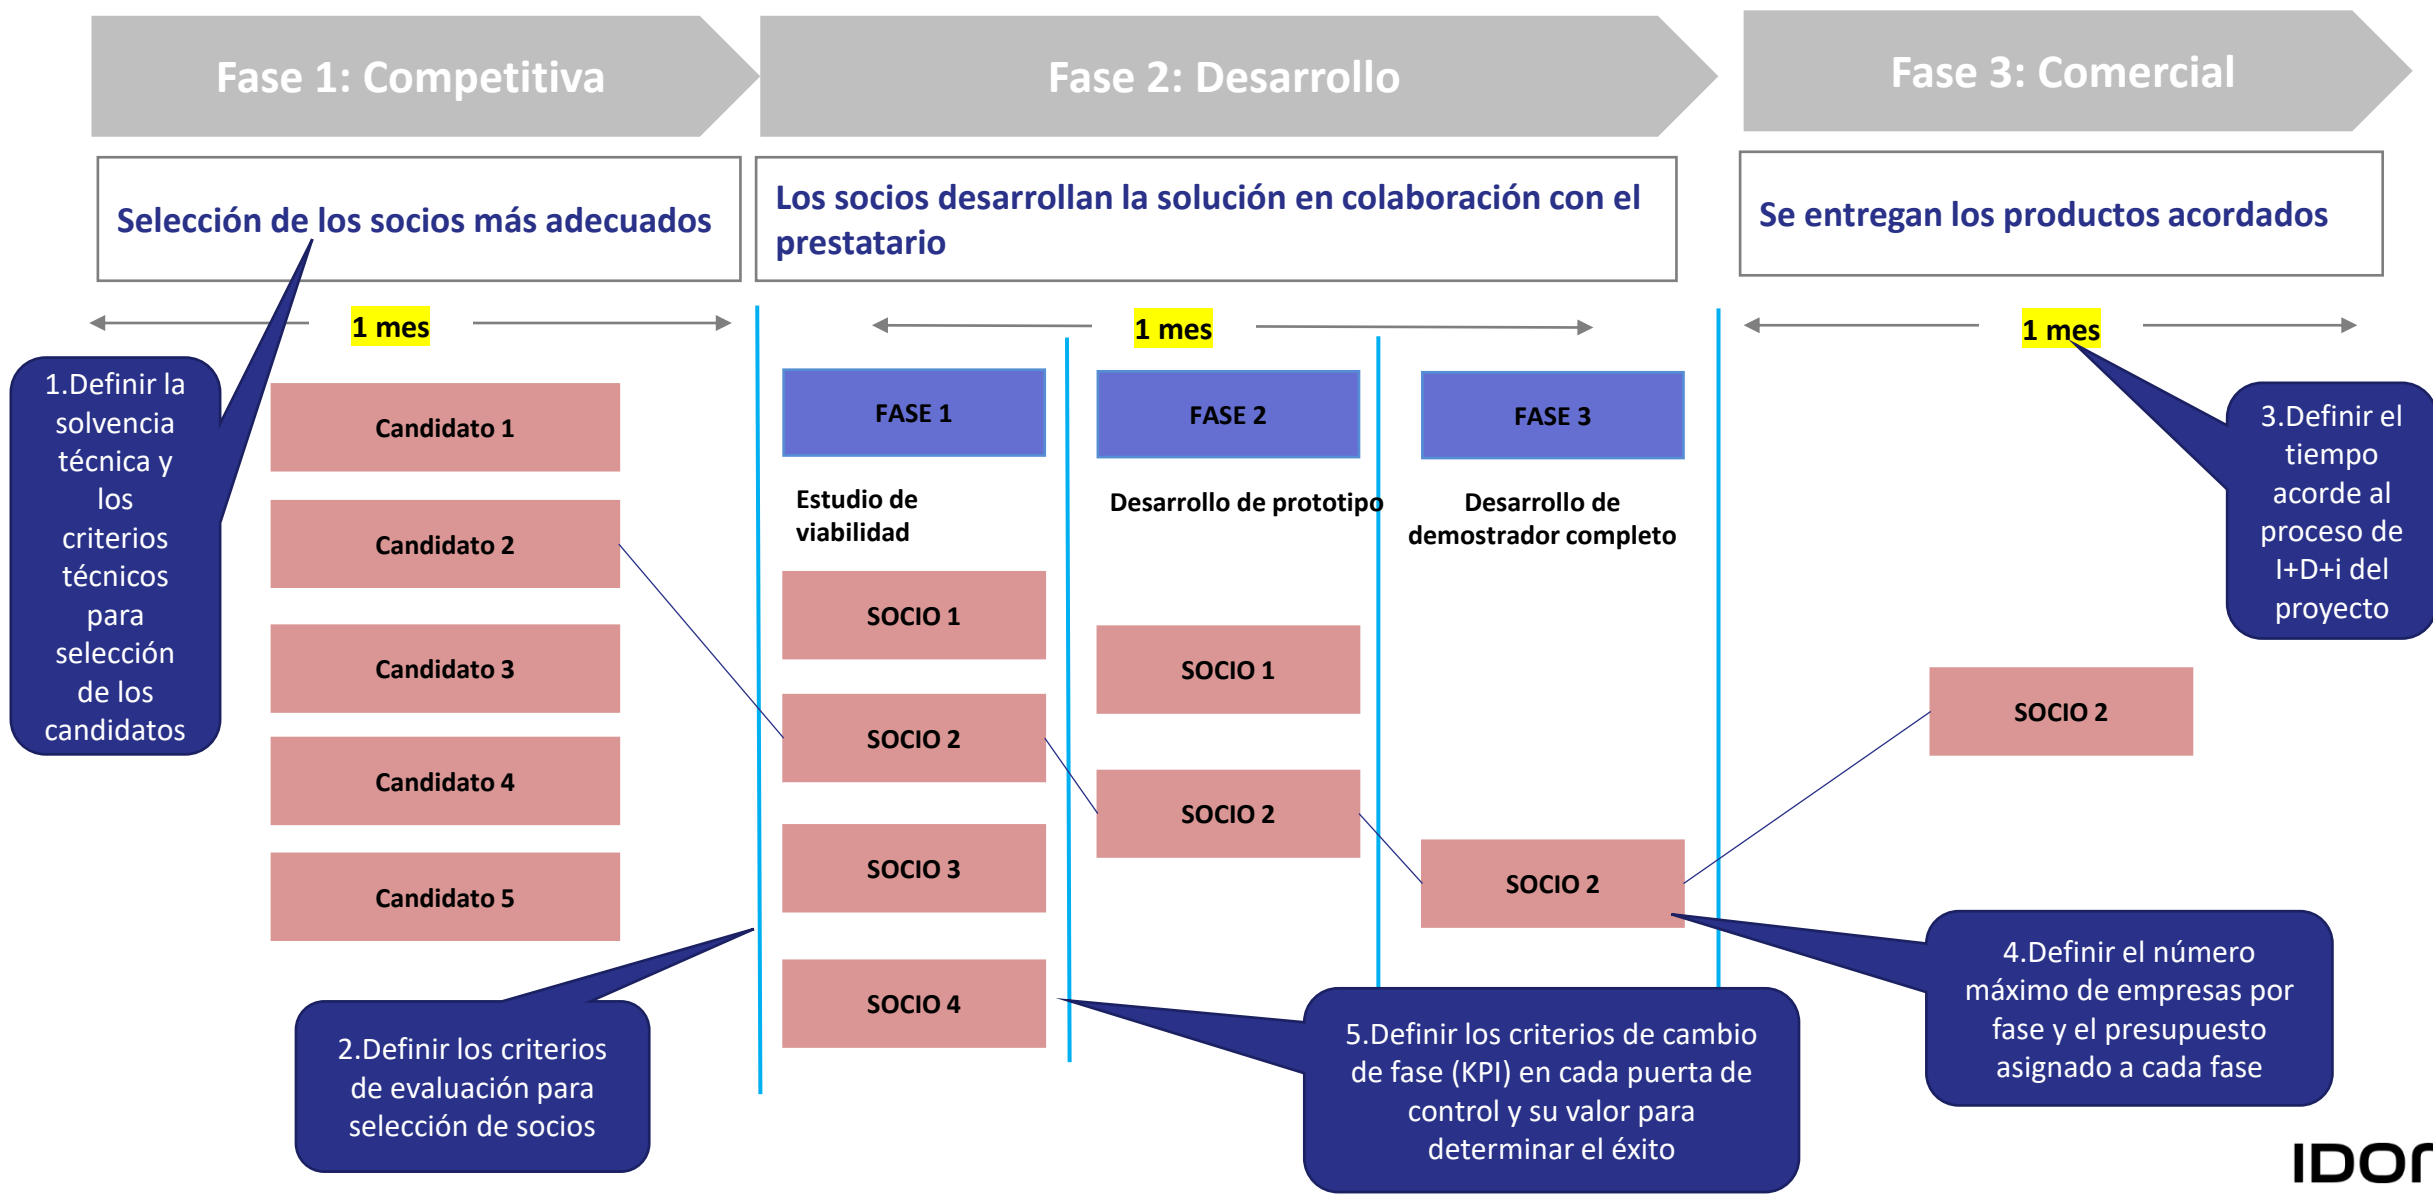 Fase 1: Competitiva
Fase 2: Desarrollo
Fase 3: Comercial
Selección de los socios más adecuados
Los socios desarrollan la solución en colaboración con el
prestatario
Se entregan los productos acordados
1 mes
1 mes
1 mes
1.Definir la
solvencia
técnica y
los
criterios
técnicos
para
selección
de los
candidatos
Candidato 1
Candidato 2
Candidato 3
Candidato 4
Candidato 5
2.Definir los criterios
de evaluación para
selección de socios
FASE 1
Estudio de
viabilidad
SOCIO 1
SOCIO 2
SOCIO 3
SOCIO 4
FASE 2
Desarrollo de prototipo
SOCIO 1
SOCIO 2
FASE 3
Desarrollo de
demostrador completo
SOCIO 2
5.Definir los criterios de cambio
de fase (KPI) en cada puerta de
control y su valor para
determinar el éxito
3.Definir el
tiempo
acorde al
proceso de
I+D+i del
proyecto
SOCIO 2
4.Definir el número
máximo de empresas por
fase y el presupuesto
asignado a cada fase